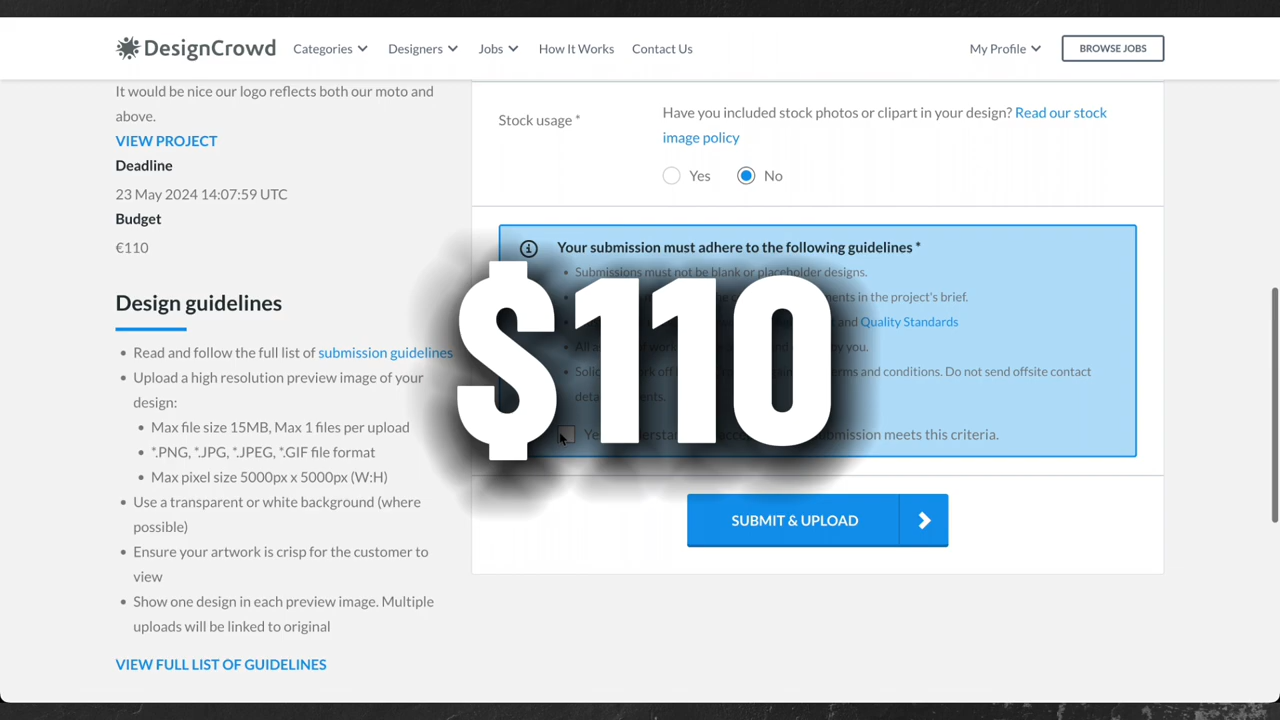 DesignCrowd Categories Designers Jobs How It Works Contact Us My Profile BROWSE JOBS
It would be nice our logo reflects both our moto and
above.
VIEW PROJECT
Deadline
23 May 2024 14:07:59 UTC
Budget
€110
Design guidelines
• Read and follow the full list of submission guidelines
• Upload a high resolution preview image of your
design:
• Max file size 15MB, Max 1 files per upload
• *.PNG, *.JPG, *.JPEG, *.GIF file format
• Max pixel size 5000px x 5000px (W:H)
• Use a transparent or white background (where
possible)
• Ensure your artwork is crisp for the customer to
view
• Show one design in each preview image. Multiple
uploads will be linked to original
VIEW FULL LIST OF GUIDELINES
Stock usage *
Have you included stock photos or clipart in your design? Read our stock
image policy
Yes No
Your submission must adhere to the following guidelines *
• Submissions must not be blank or placeholder designs.
in the project's brief.
and Quality Standards
by you.
and conditions. Do not send offsite contact
meets this criteria.
$110
SUBMIT & UPLOAD